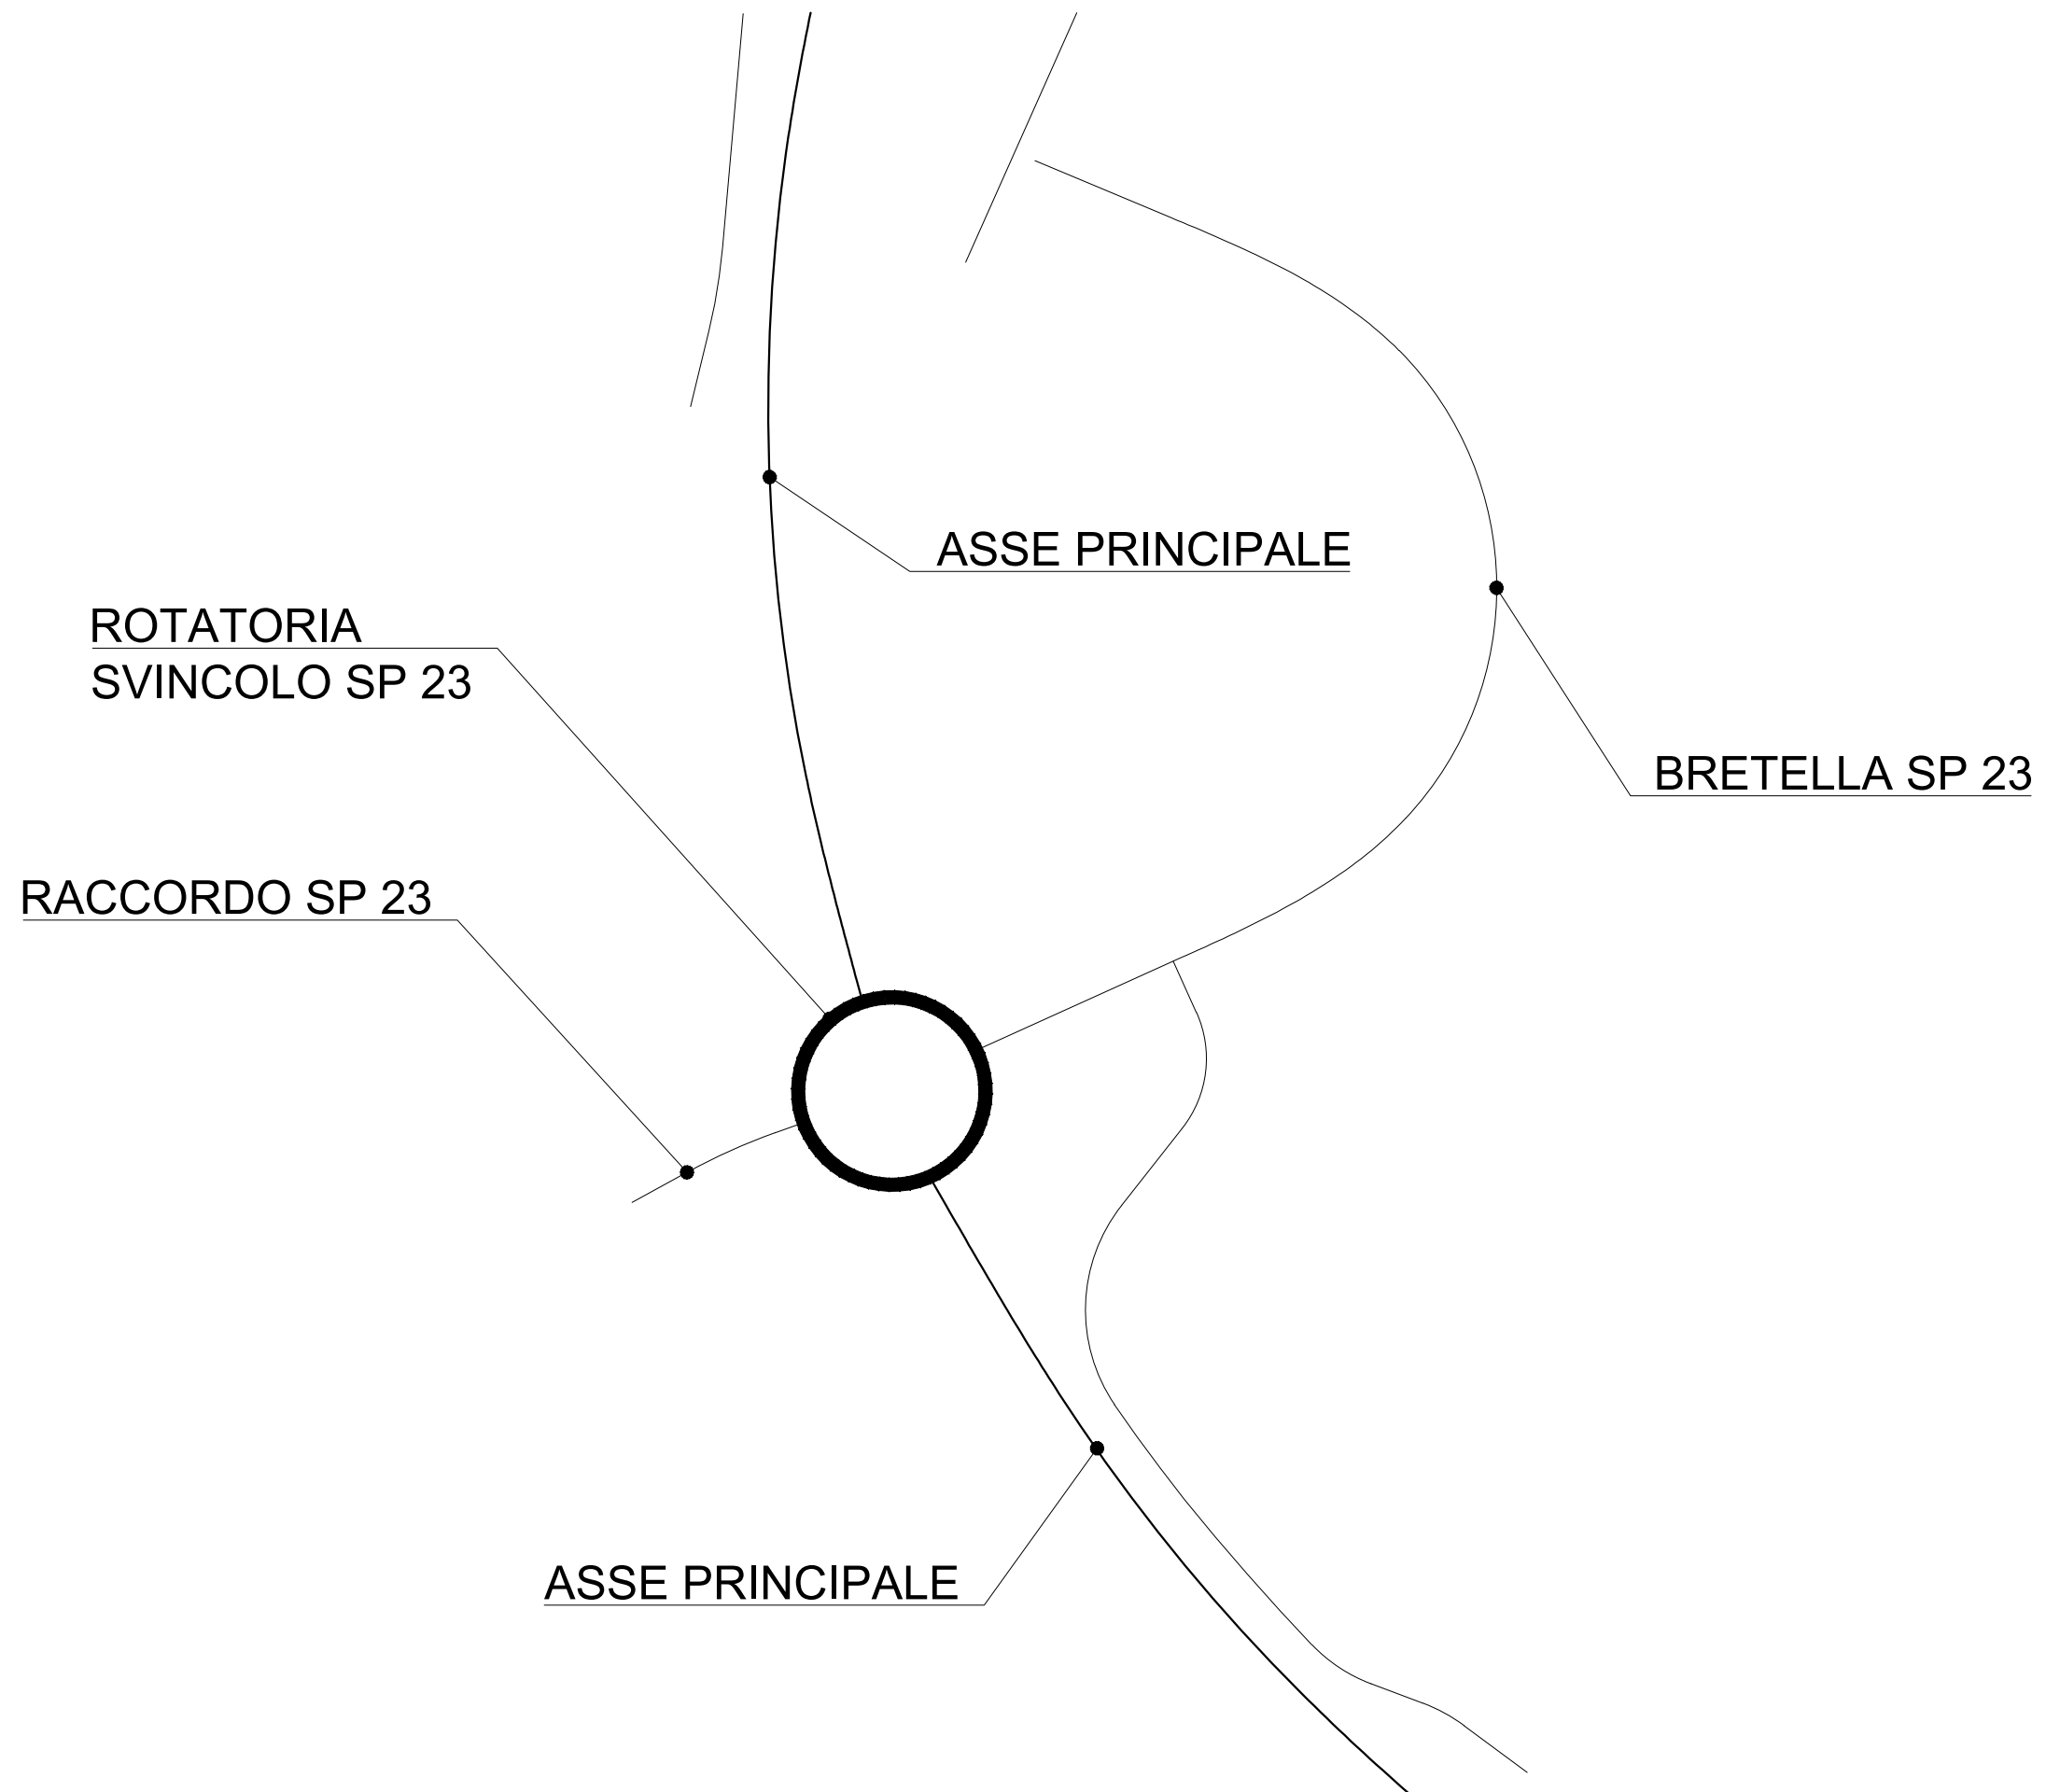 ASSE PRINCIPALE
ROTATORIA
SVINCOLO SP 23
BRETELLA SP 23
RACCORDO SP 23
ASSE PRINCIPALE